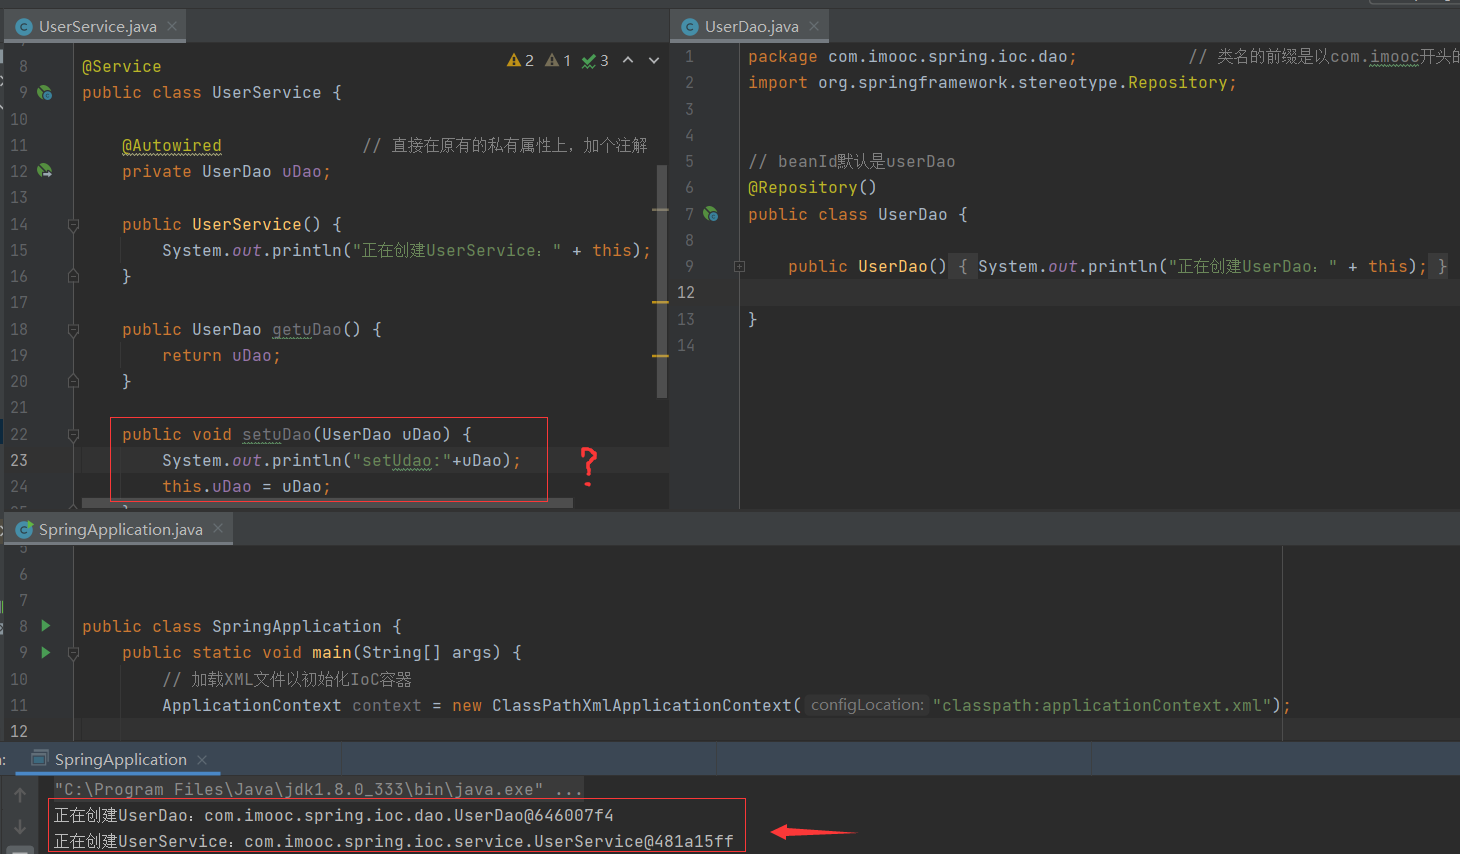 UserService.java
8 @Service
9 public class UserService {
10
11 @Autowired // 直接在原有的私有属性上，加个注解
12 private UserDao uDao;
13
14 public UserService() {
15 System.out.println("正在创建UserService：" + this);
16 }
17
18 public UserDao getuDao() {
19 return uDao;
20 }
21
22 public void setuDao(UserDao uDao) {
23 System.out.println("setUdao:"+uDao);
24 this.uDao = uDao;
2 1 3
?
UserDao.java
1 package com.imooc.spring.ioc.dao; // 类名的前缀是以com.imooc开头的
2 import org.springframework.stereotype.Repository;
3
4
5 // beanId默认是userDao
6 @Repository()
7 public class UserDao {
8
9 public UserDao() { System.out.println("正在创建UserDao：" + this); }
12
13 }
14
SpringApplication.java
5
6
7
8 public class SpringApplication {
9 public static void main(String[] args) {
10 // 加载XML文件以初始化IoC容器
11 ApplicationContext context = new ClassPathXmlApplicationContext( configLocation: "classpath:applicationContext.xml");
12
SpringApplication
"C:\Program Files\Java\jdk1.8.0_333\bin\java.exe" ...
正在创建UserDao：com.imooc.spring.ioc.dao.UserDao@646007f4
正在创建UserService：com.imooc.spring.ioc.service.UserService@481a15ff